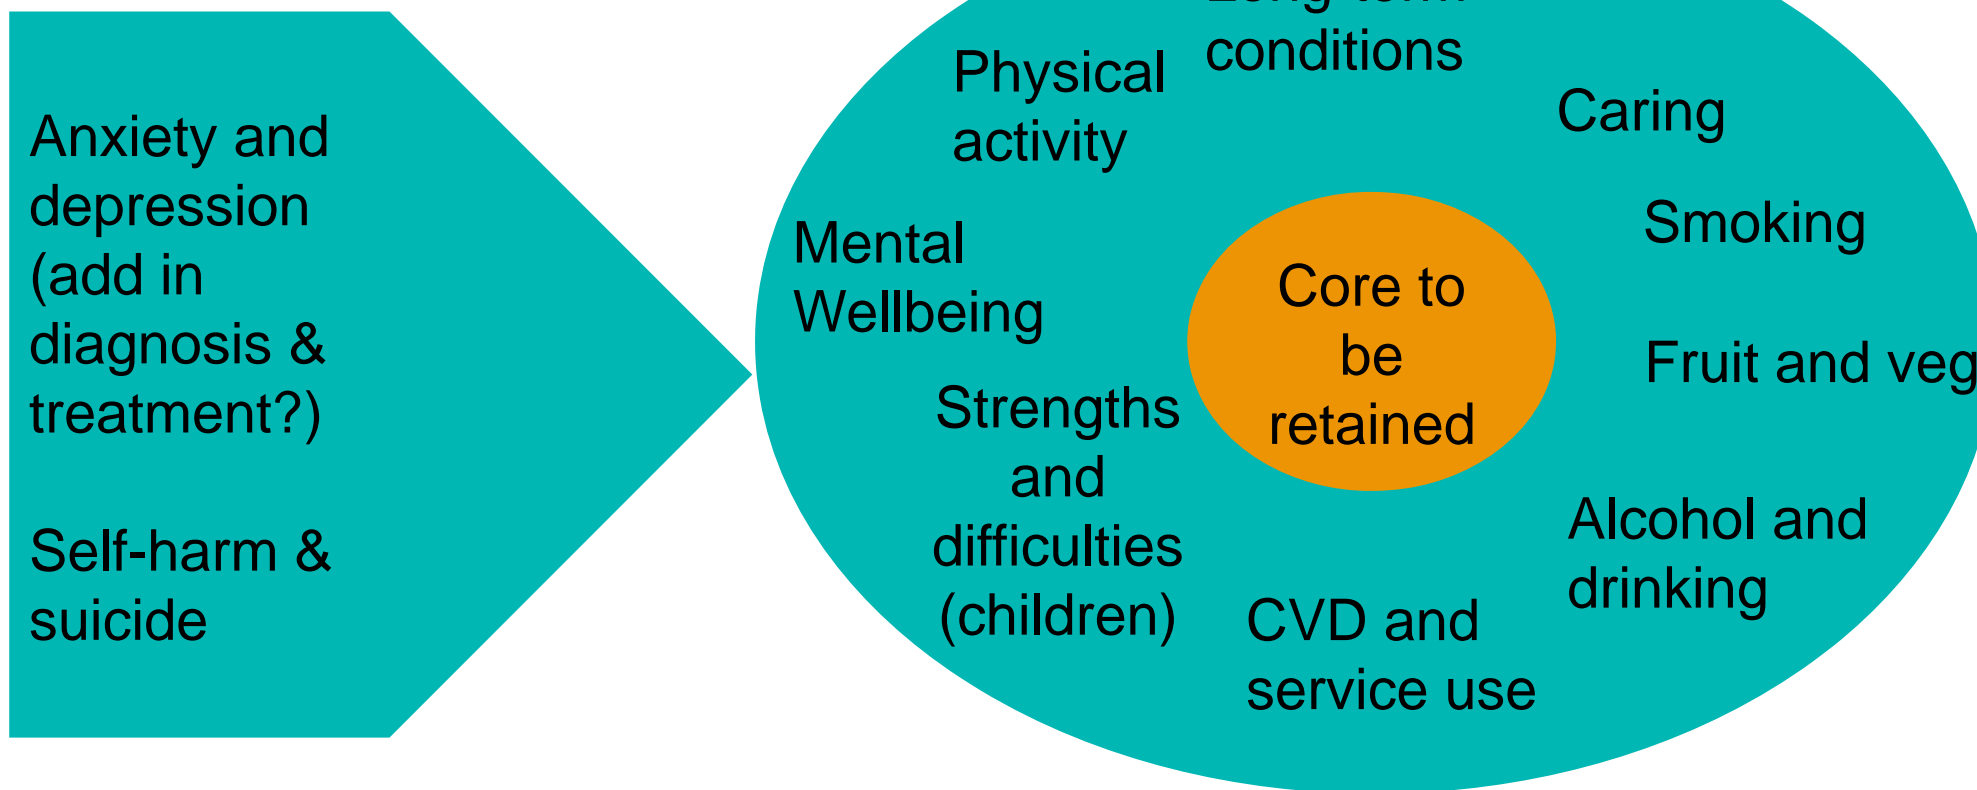 Anxiety and
depression
(add in
diagnosis &
treatment?)
Self-harm &
suicide
conditions
Physical
activity
Mental
Wellbeing
Strengths
and
difficulties
(children)
Core to
be
retained
Caring
Smoking
Fruit and veg
Alcohol and
drinking
CVD and
service use